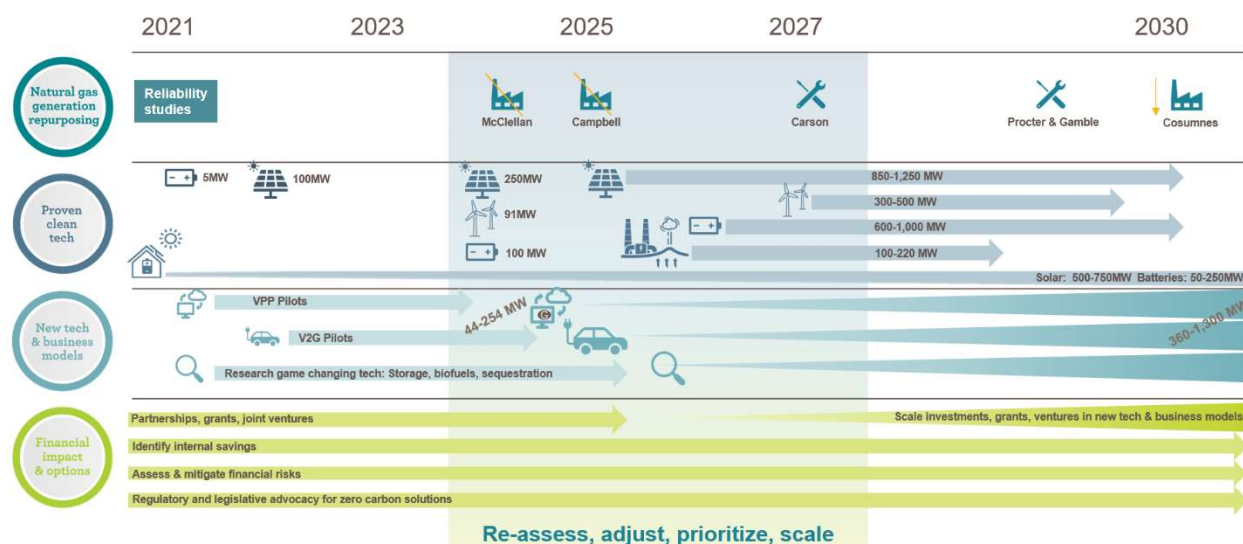 2021 2023 2025 2027 2030
Natural gas
generation
repurposing
Reliability
studies
McClellan
Campbell
Carson
Procter & Gamble
Cosumnes
Proven
clean
tech
5MW
100MW
250MW
850-1,250 MW
91MW
300-500 MW
600-1,000 MW
100 MW
100-220 MW
Solar: 500-750MW Batteries: 50-250MW
New tech
& business
models
VPP Pilots
44-254 MW
V2G Pilots
360-1,300 MW
Research game changing tech: Storage, biofuels, sequestration
Financial
impact
& options
Partnerships, grants, joint ventures
Scale investments, grants, ventures in new tech & business models
Identify internal savings
Assess & mitigate financial risks
Regulatory and legislative advocacy for zero carbon solutions
Re-assess, adjust, prioritize, scale